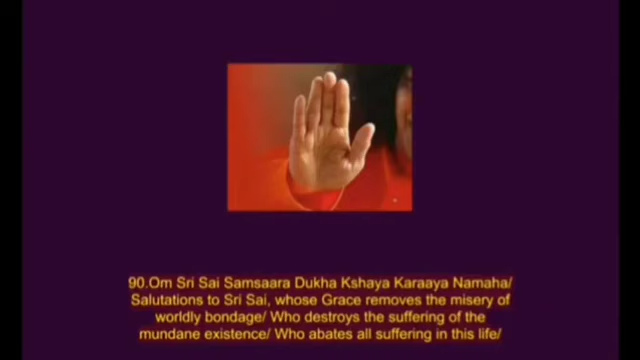 90.Om Sri Sai Samsaara Dukha Kshaya Karaaya Namaha/
Salutations to Sri Sai, whose Grace removes the misery of
worldly bondage/ Who destroys the suffering of the
mundane existence/ Who abates all suffering in this life/